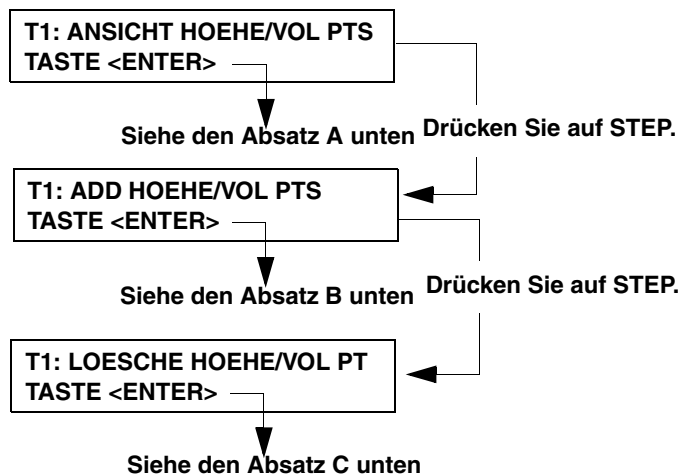 T1: ANSICHT HOEHE/VOL PTS
TASTE <ENTER>
Siehe den Absatz A unten
Drücken Sie auf STEP.
T1: ADD HOEHE/VOL PTS
TASTE <ENTER>
Siehe den Absatz B unten
Drücken Sie auf STEP.
T1: LOESCHE HOEHE/VOL PT
TASTE <ENTER>
Siehe den Absatz C unten